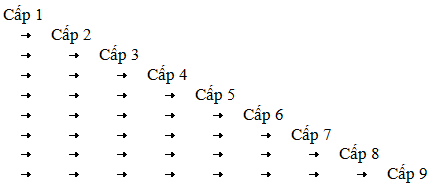 Cấp 1
→ Cấp 2
→ → Cấp 3
→ → → Cấp 4
→ → → → Cấp 5
→ → → → → Cấp 6
→ → → → → → Cấp 7
→ → → → → → → Cấp 8
→ → → → → → → → Cấp 9